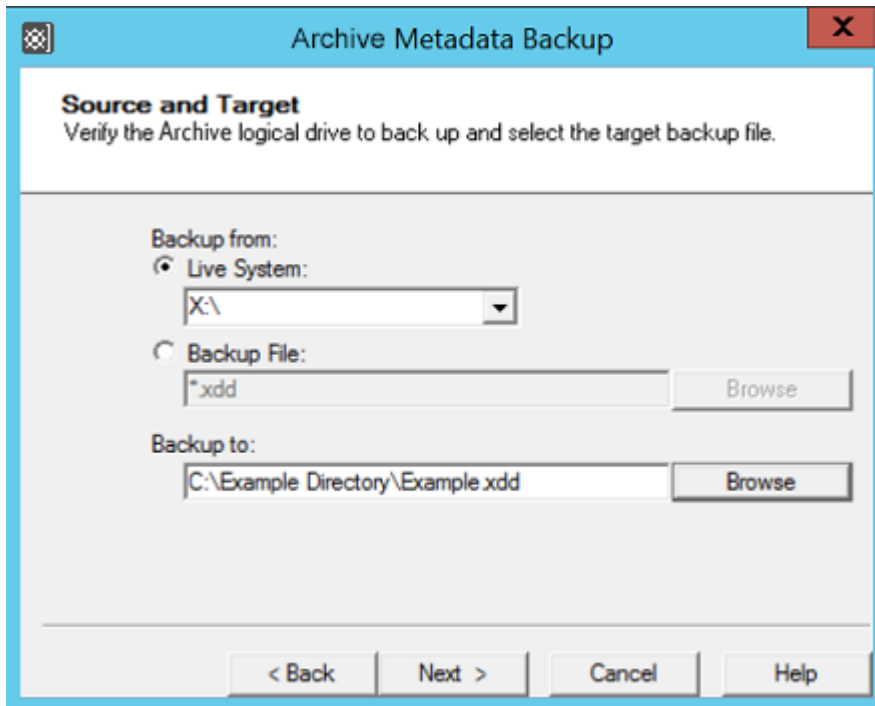 Archive Metadata Backup
X
Source and Target
Verify the Archive logical drive to back up and select the target backup file.
Backup from:
Live System:
X:\
Backup File:
*.xdd
Browse
Backup to:
C:\Example Directory\Example.xdd
Browse
< Back
Next >
Cancel
Help